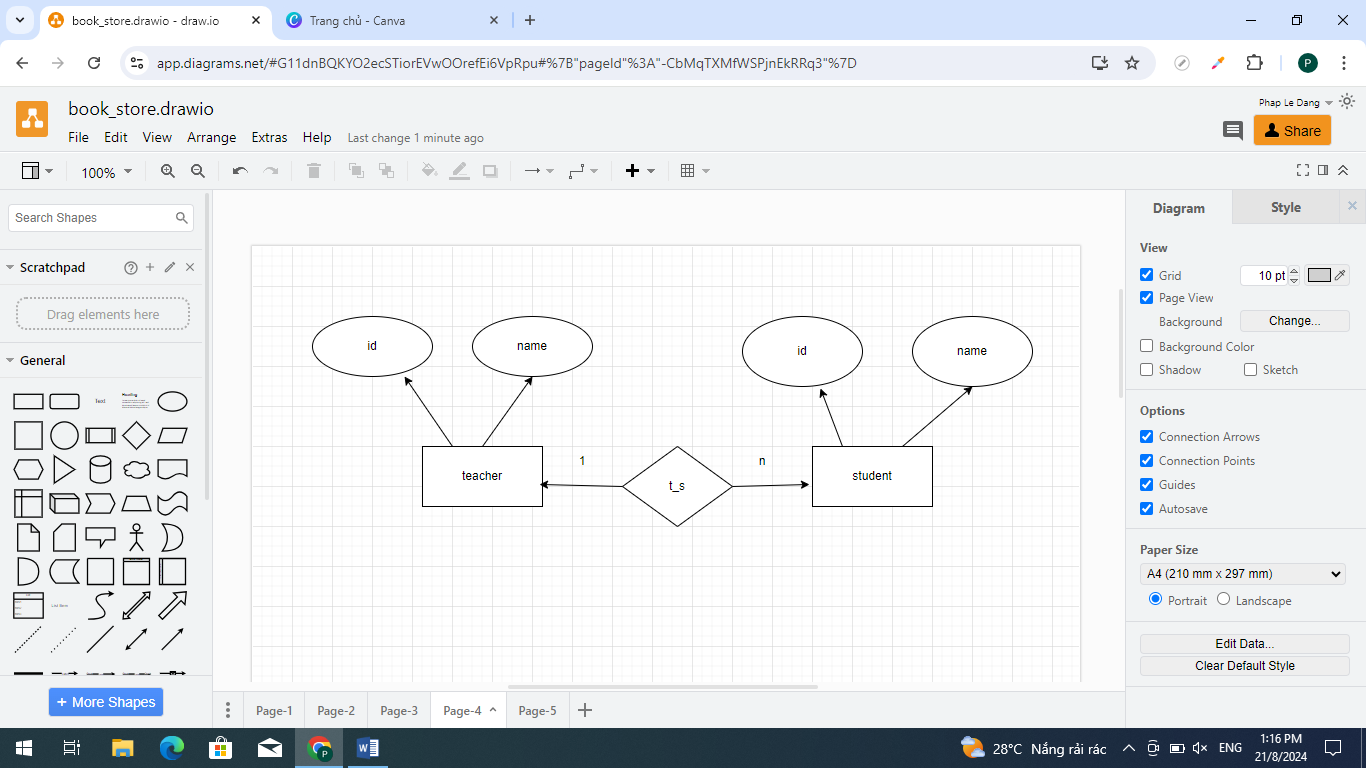 book_store.drawio - draw.io
Trang chủ - Canva
app.diagrams.net/#G11dnBQKYO2ecSTiorEVwOOrefEi6VpRpu#%7B"pageId"%3A"-CbMqTXMfWSPjnEkRRq3"%7D
P
book_store.drawio
Phap Le Dang
File Edit View Arrange Extras Help Last change 1 minute ago
Share
100%
Search Shapes
Scratchpad
Drag elements here
General
Text
Heading
More Shapes
id
name
id
name
teacher
1
t_s
n
student
Diagram
Style
View
Grid
10 pt
Page View
Background
Change...
Background Color
Shadow
Sketch
Options
Connection Arrows
Connection Points
Guides
Autosave
Paper Size
A4 (210 mm x 297 mm)
Portrait
Landscape
Edit Data...
Clear Default Style
Page-1 Page-2 Page-3 Page-4 Page-5
28°C Nắng rải rác
ENG
1:16 PM
21/8/2024